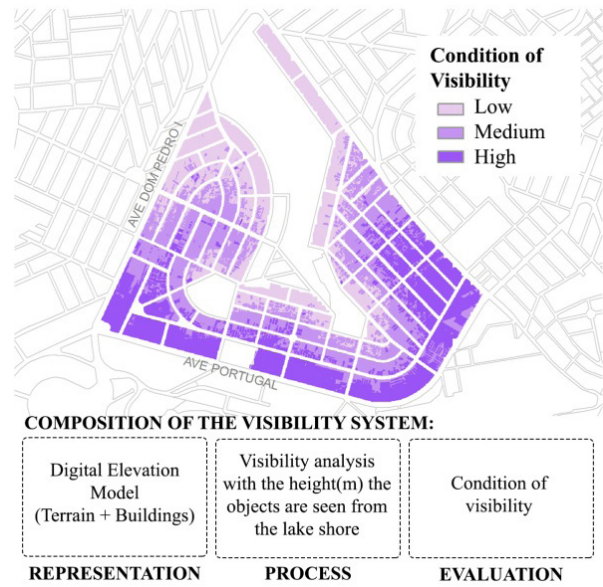 Condition of
Visibility
Low
Medium
High
AVE DOM PEDRO I
AVE PORTUGAL
COMPOSITION OF THE VISIBILITY SYSTEM:
Digital Elevation
Model
(Terrain + Buildings)
Visibility analysis
with the height(m) the
objects are seen from
the lake shore
Condition of
visibility
REPRESENTATION
PROCESS
EVALUATION